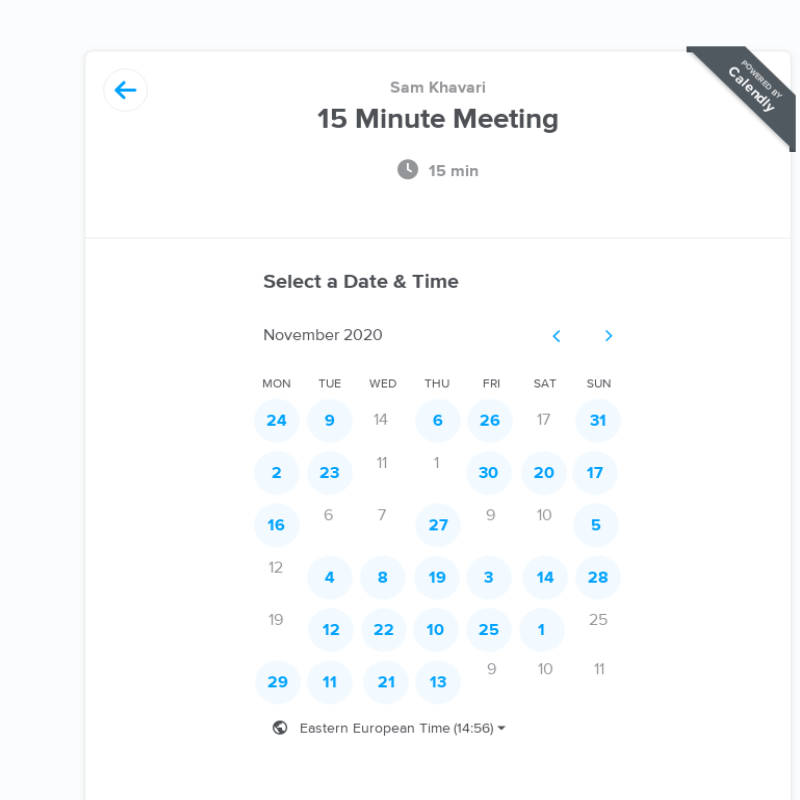 POWERED BY
Calendly
Sam Khavari
15 Minute Meeting
15 min
Select a Date & Time
November 2020
MON TUE WED THU FRI SAT SUN
24 9 14 6 26 17 31
2 23 11 1 30 20 17
16 6 7 27 9 10 5
12 4 8 19 3 14 28
19 12 22 10 25 1 25
29 11 21 13 9 10 11
Eastern European Time (14:56)